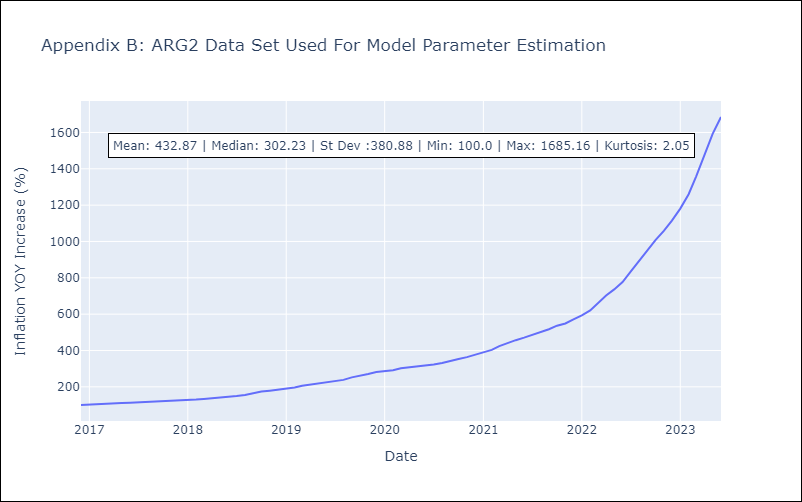 Appendix B: ARG2 Data Set Used For Model Parameter Estimation
Mean: 432.87 | Median: 302.23 | St Dev :380.88 | Min: 100.0 | Max: 1685.16 | Kurtosis: 2.05
Inflation YOY Increase (%)
1600
1400
1200
1000
800
600
400
200
2017 2018 2019 2020 2021 2022 2023
Date